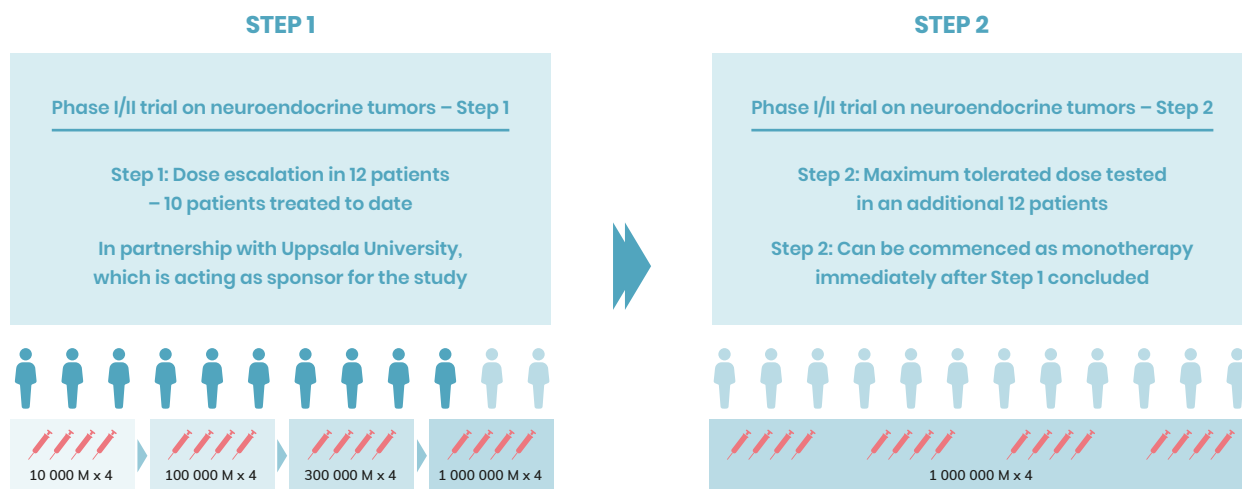 STEP 1
Phase I/II trial on neuroendocrine tumors – Step 1
Step 1: Dose escalation in 12 patients
– 10 patients treated to date
In partnership with Uppsala University,
which is acting as sponsor for the study
10 000 M x 4
100 000 M x 4
300 000 M x 4
1 000 000 M x 4
STEP 2
Phase I/II trial on neuroendocrine tumors – Step 2
Step 2: Maximum tolerated dose tested
in an additional 12 patients
Step 2: Can be commenced as monotherapy
immediately after Step 1 concluded
1 000 000 M x 4